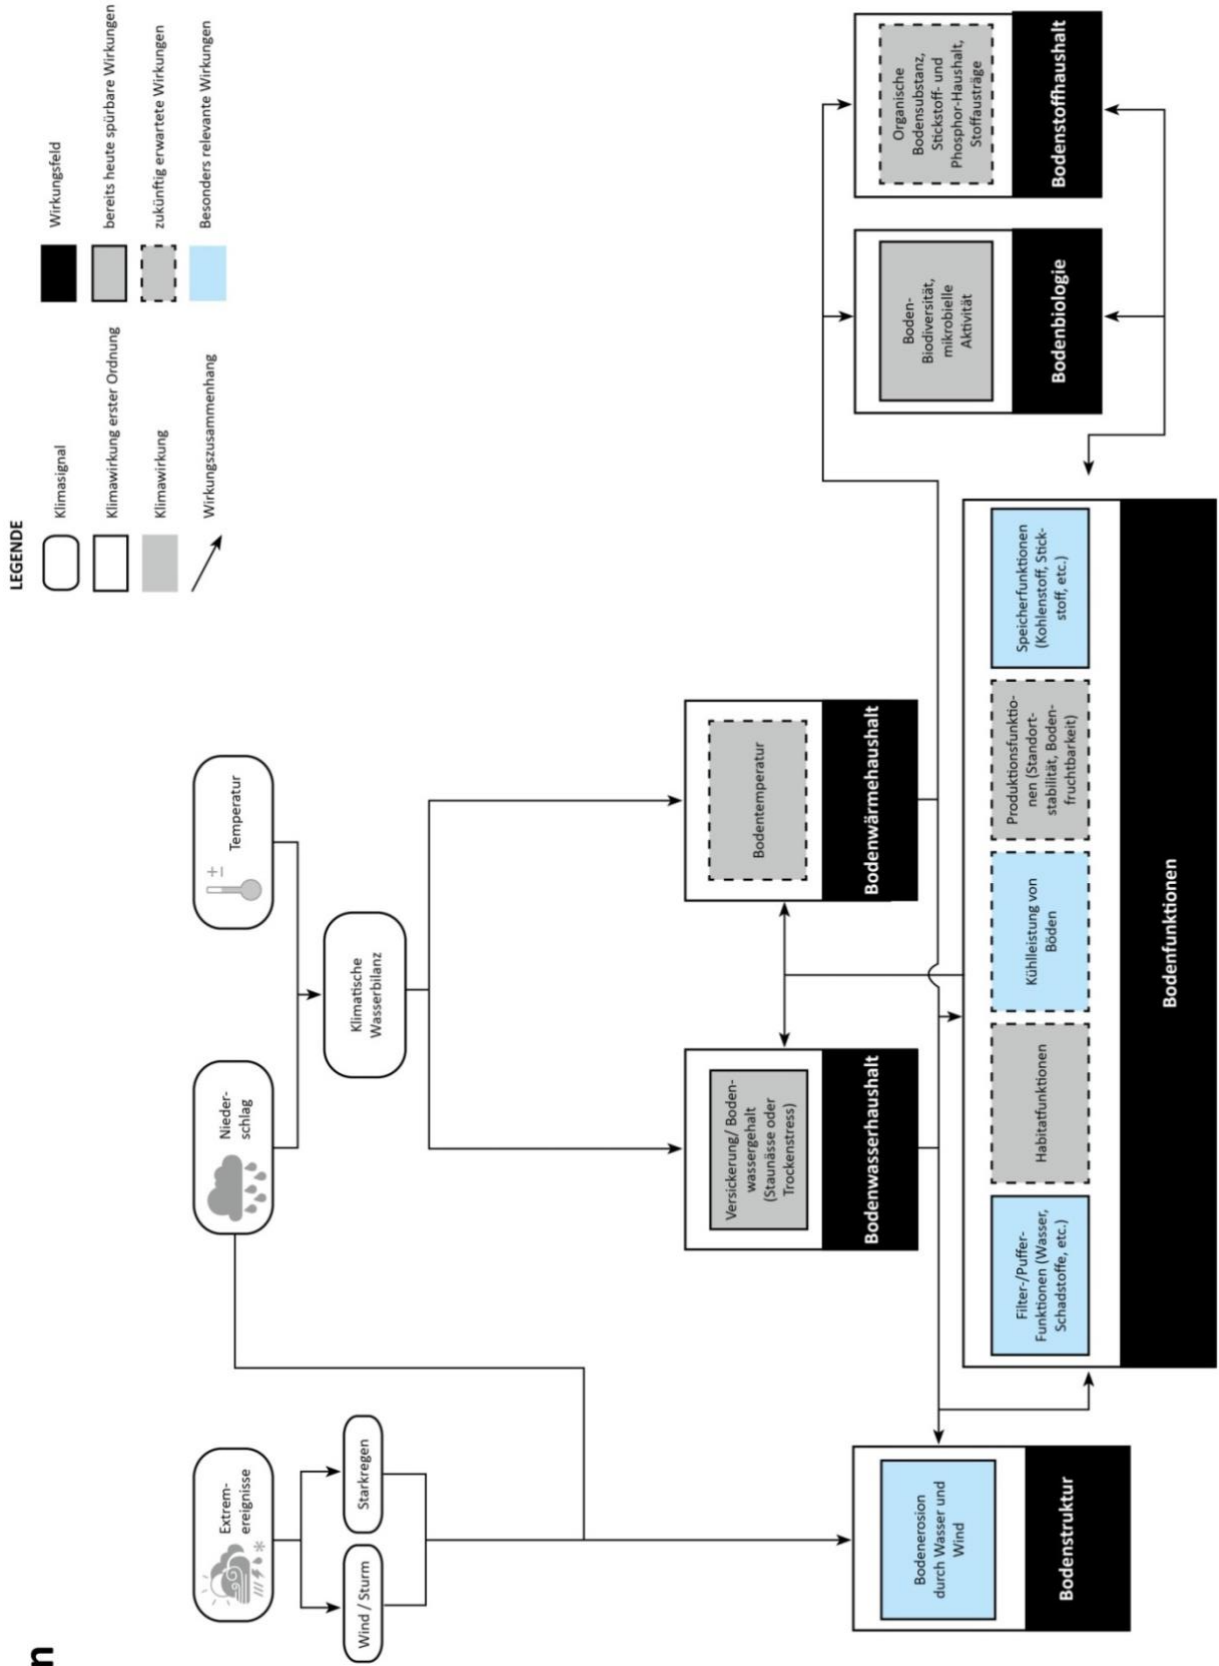 n
LEGENDE
Klimasignal
Klimawirkung erster Ordnung
Klimawirkung
Wirkungszusammenhang
Wirkungsfeld
bereits heute spürbare Wirkungen
zukünftig erwartete Wirkungen
Besonders relevante Wirkungen
Extrem-
ereignisse
Nieder-
schlag
Temperatur
+
−
Wind / Sturm
Starkregen
Klimatische
Wasserbilanz
Versickerung/ Boden-
wassergehalt
(Staunässe oder
Trockenstress)
Bodenwasserhaushalt
Bodentemperatur
Bodenwärmehaushalt
Bodenerosion
durch Wasser und
Wind
Bodenstruktur
Filter-/Puffer-
Funktionen (Wasser,
Schadstoffe, etc.)
Habitatfunktionen
Kühlleistung von
Böden
Produktionsfunktio-
nen (Standort-
stabilität, Boden-
fruchtbarkeit)
Speicherfunktionen
(Kohlenstoff, Stick-
stoff, etc.)
Bodenfunktionen
Boden-
Biodiversität,
mikrobielle
Aktivität
Bodenbiologie
Organische
Bodensubstanz,
Stickstoff- und
Phosphor-Haushalt,
Stoffausträge
Bodenstoffhaushalt